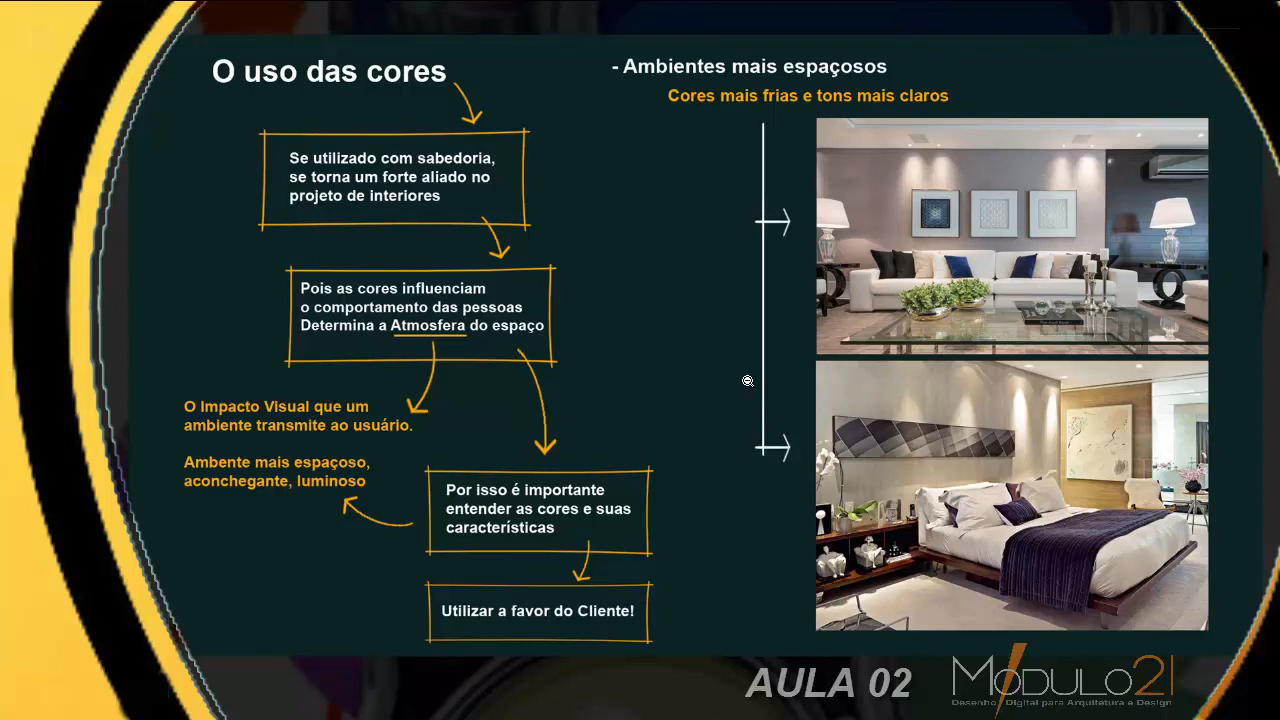 O uso das cores
Se utilizado com sabedoria,
se torna um forte aliado no
projeto de interiores
Pois as cores influenciam
o comportamento das pessoas
Determina a Atmosfera do espaço
O Impacto Visual que um
ambiente transmite ao usuário.
Ambente mais espaçoso,
aconchegante, luminoso
Por isso é importante
entender as cores e suas
características
Utilizar a favor do Cliente!
- Ambientes mais espaçosos
Cores mais frias e tons mais claros
AULA 02
MÓDULO21
Desenho Digital para Arquitetura e Design